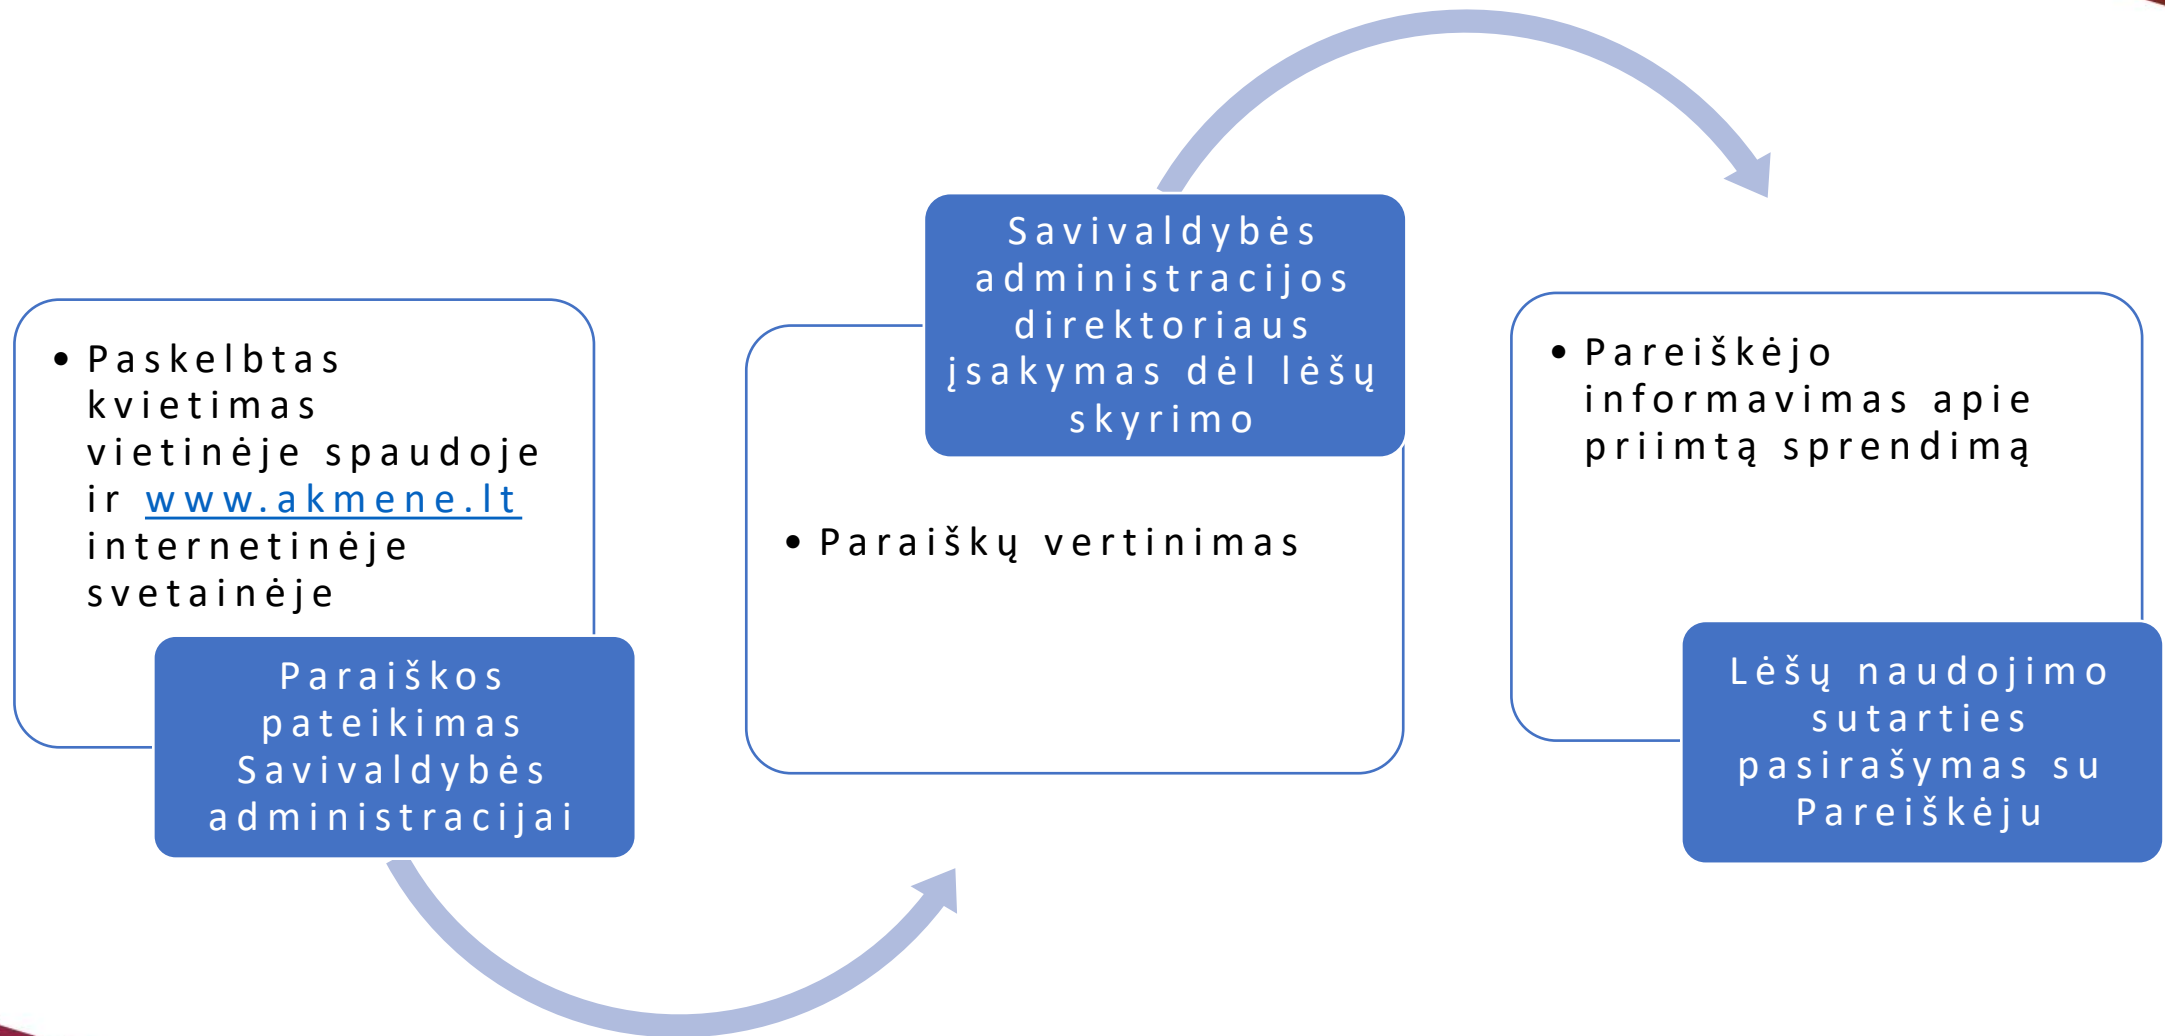 Paskelbtas
kvietimas
vietinėje spaudoje
ir www.akmene.lt
internetinėje
svetainėje
Paraiškos
pateikimas
Savivaldybės
administracijai
Savivaldybės
administracijos
direktoriaus
įsakymas dėl lėšų
skyrimo
Paraiškų vertinimas
Pareiškėjo
informavimas apie
priimtą sprendimą
Lėšų naudojimo
sutarties
pasirašymas su
Pareiškėju